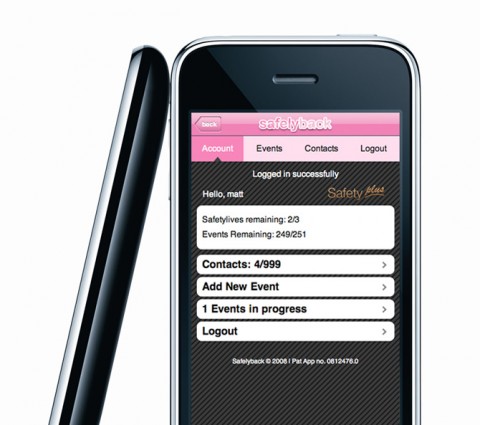 back
safelyback
Account Events Contacts Logout
Logged in successfully
Hello, matt
Safety plus
Safetylives remaining: 2/3
Events Remaining: 249/251
Contacts: 4/999
Add New Event
1 Events in progress
Logout
Safelyback © 2008 | Pat App no. 0812476.0